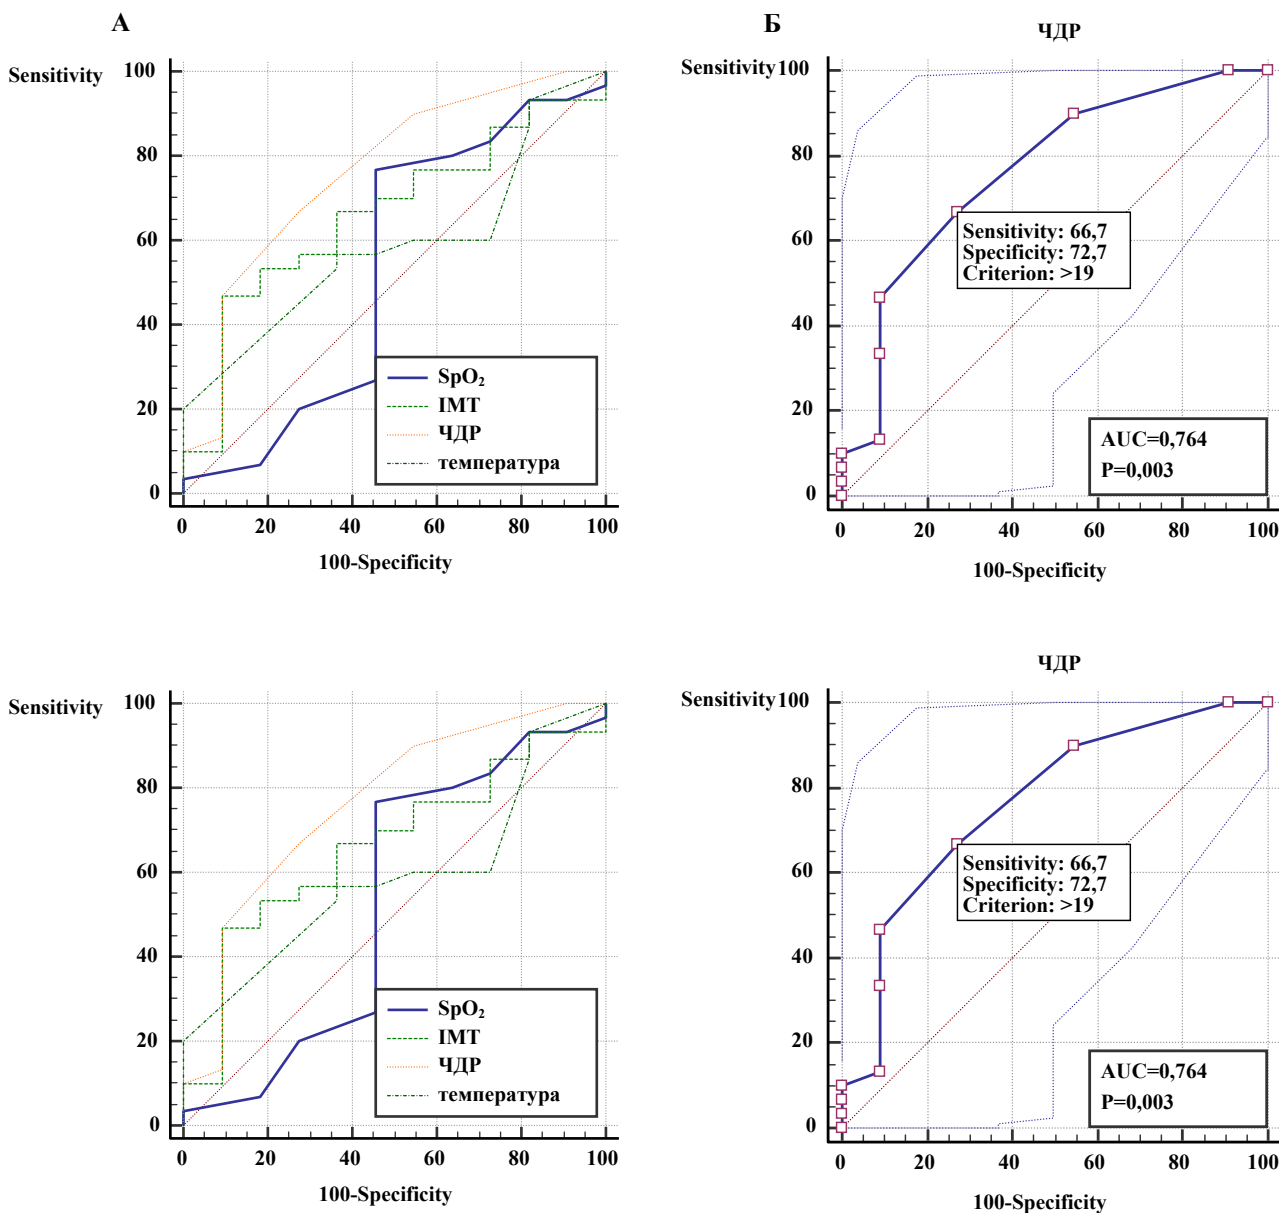 А
Sensitivity
100
80
60
40
20
0
SpO₂
IMT
ЧДР
температура
0 20 40 60 80 100
100-Specificity
Б
ЧДР
Sensitivity 100
80
60
40
20
0
Sensitivity: 66,7
Specificity: 72,7
Criterion: >19
AUC=0,764
P=0,003
0 20 40 60 80 100
100-Specificity
Sensitivity
100
80
60
40
20
0
SpO₂
IMT
ЧДР
температура
0 20 40 60 80 100
100-Specificity
ЧДР
Sensitivity 100
80
60
40
20
0
Sensitivity: 66,7
Specificity: 72,7
Criterion: >19
AUC=0,764
P=0,003
0 20 40 60 80 100
100-Specificity